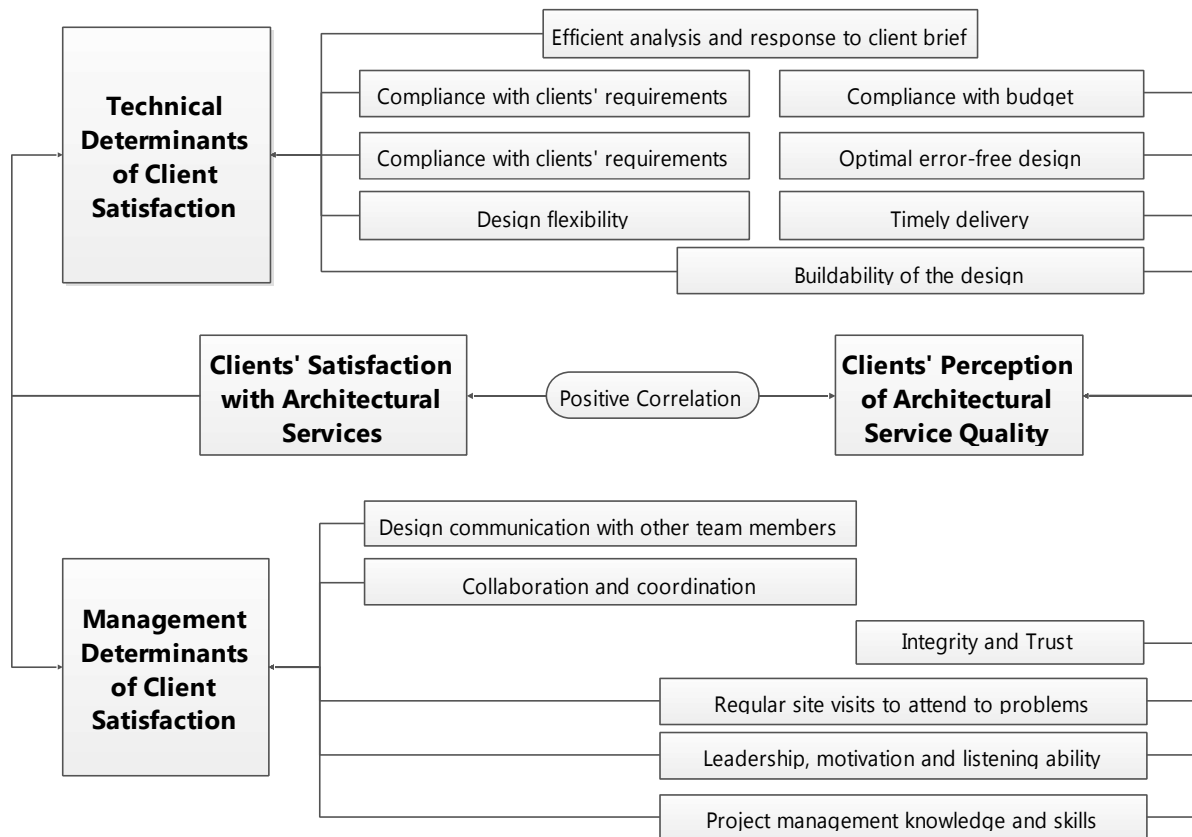 Efficient analysis and response to client brief
Technical
Determinants
of Client
Satisfaction
Compliance with clients' requirements
Compliance with budget
Compliance with clients' requirements
Optimal error-free design
Design flexibility
Timely delivery
Buildability of the design
Clients' Satisfaction
with Architectural
Services
Positive Correlation
Clients' Perception
of Architectural
Service Quality
Design communication with other team members
Collaboration and coordination
Management
Determinants
of Client
Satisfaction
Integrity and Trust
Regular site visits to attend to problems
Leadership, motivation and listening ability
Project management knowledge and skills